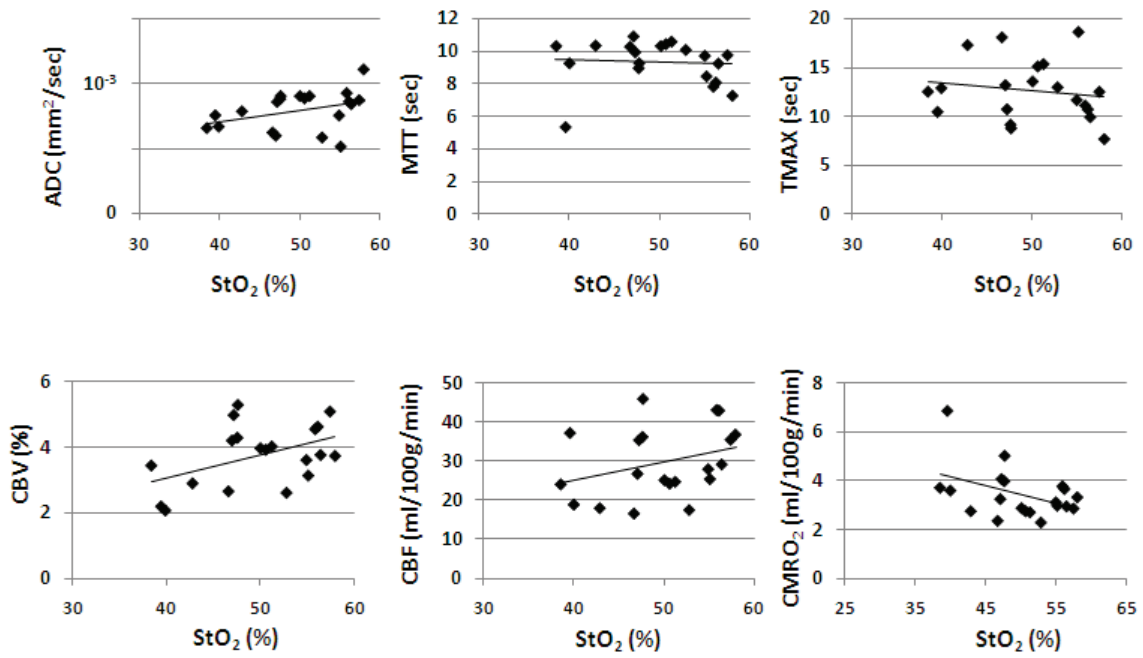 ADC (mm²/sec)
10⁻³
0
30 40 50 60
StO₂ (%)
MTT (sec)
12
10
8
6
4
2
0
30 40 50 60
StO₂ (%)
TMAX (sec)
20
15
10
5
0
30 40 50 60
StO₂ (%)
CBV (%)
6
4
2
0
30 40 50 60
StO₂ (%)
CBF (ml/100g/min)
50
40
30
20
10
0
30 40 50 60
StO₂ (%)
CMRO₂ (ml/100g/min)
8
6
4
2
0
25 35 45 55 65
StO₂ (%)